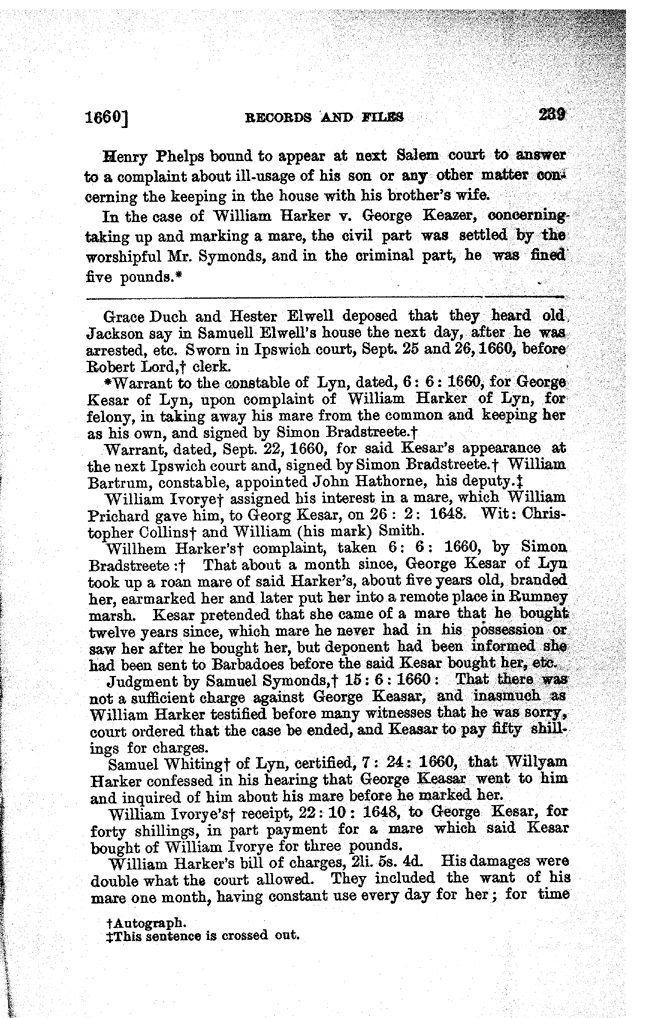 1660] RECORDS AND FILES 239
Henry Phelps bound to appear at next Salem court to answer
to a complaint about ill-usage of his son or any other matter con-
cerning the keeping in the house with his brother's wife.
In the case of William Harker v. George Keazer, concerning
taking up and marking a mare, the civil part was settled by the
worshipful Mr. Symonds, and in the criminal part, he was fined
five pounds.*
Grace Duch and Hester Elwell deposed that they heard old
Jackson say in Samuell Elwell's house the next day, after he was
arrested, etc. Sworn in Ipswich court, Sept. 25 and 26, 1660, before
Robert Lord,† clerk.
*Warrant to the constable of Lyn, dated, 6 : 6 : 1660, for George
Kesar of Lyn, upon complaint of William Harker of Lyn, for
felony, in taking away his mare from the common and keeping her
as his own, and signed by Simon Bradstreete.†
Warrant, dated, Sept. 22, 1660, for said Kesar's appearance at
the next Ipswich court and, signed by Simon Bradstreete.† William
Bartrum, constable, appointed John Hathorne, his deputy.‡
William Ivorye† assigned his interest in a mare, which William
Prichard gave him, to Georg Kesar, on 26 : 2 : 1648. Wit: Chris-
topher Collins† and William (his mark) Smith.
Willhem Harker's† complaint, taken 6 : 6 : 1660, by Simon
Bradstreete :† That about a month since, George Kesar of Lyn
took up a roan mare of said Harker's, about five years old, branded
her, earmarked her and later put her into a remote place in Rumney
marsh. Kesar pretended that she came of a mare that he bought
twelve years since, which mare he never had in his possession or
saw her after he bought her, but deponent had been informed she
had been sent to Barbadoes before the said Kesar bought her, etc.
Judgment by Samuel Symonds,† 15 : 6 : 1660 : That there was
not a sufficient charge against George Keasar, and inasmuch as
William Harker testified before many witnesses that he was sorry,
court ordered that the case be ended, and Keasar to pay fifty shill-
ings for charges.
Samuel Whiting† of Lyn, certified, 7 : 24 : 1660, that Willyam
Harker confessed in his hearing that George Keasar went to him
and inquired of him about his mare before he marked her.
William Ivorye's† receipt, 22 : 10 : 1648, to George Kesar, for
forty shillings, in part payment for a mare which said Kesar
bought of William Ivorye for three pounds.
William Harker's bill of charges, 2li. 5s. 4d. His damages were
double what the court allowed. They included the want of his
mare one month, having constant use every day for her ; for time
†Autograph.
‡This sentence is crossed out.